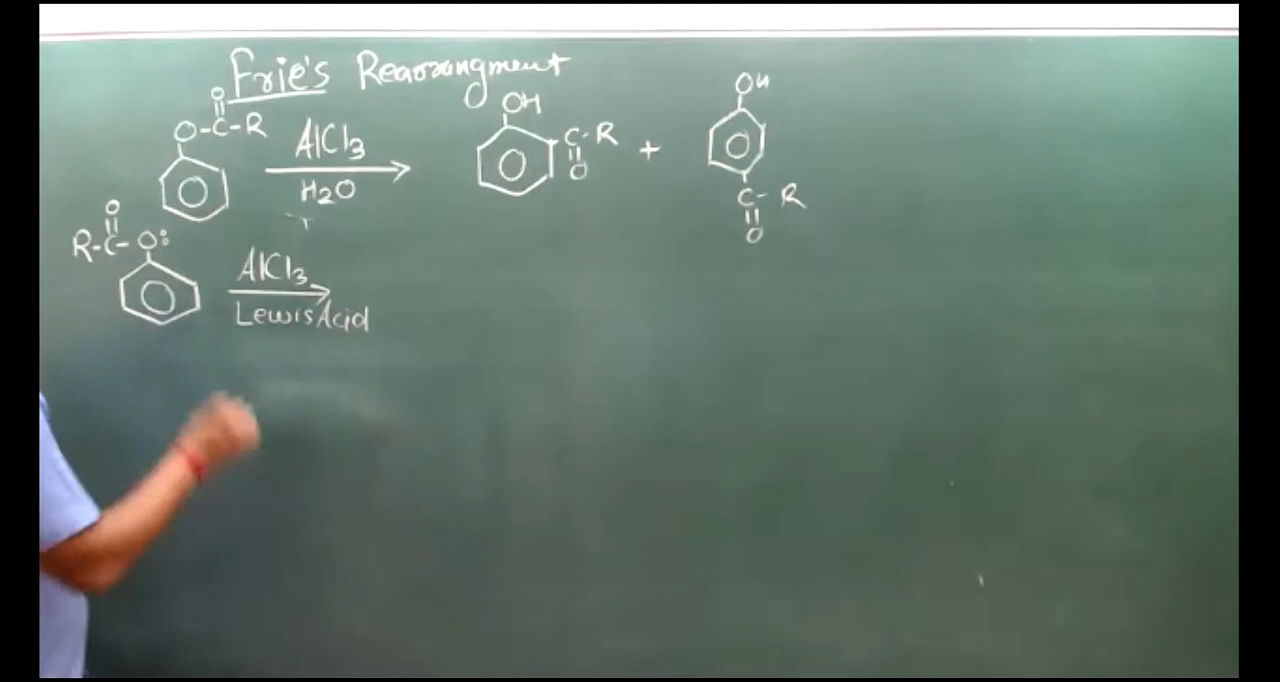 Frie's Rearrangment
O
O-C-R
AlCl3
H2O
OH
C-R
O
+
OH
C-R
O
O
R-C-O:
AlCl3
Lewis Acid